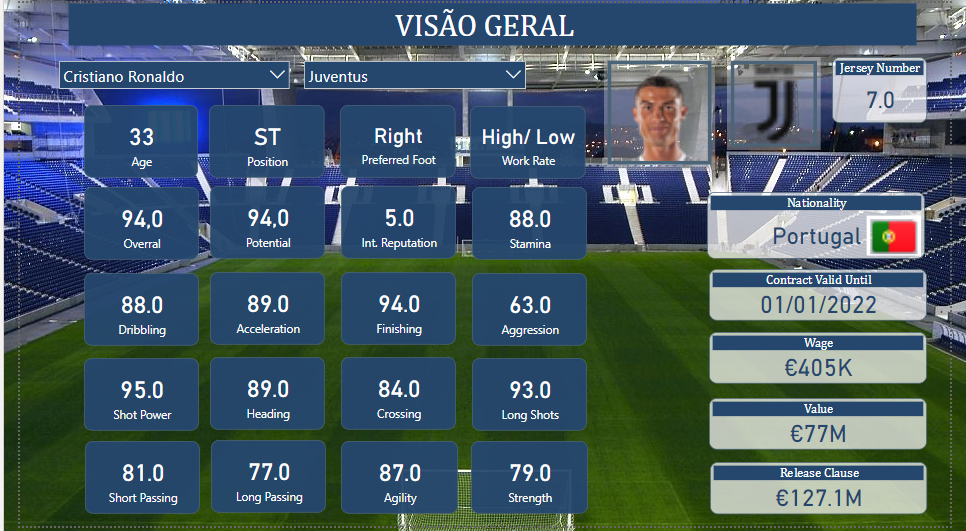 VISÃO GERAL
Cristiano Ronaldo
Juventus
Jersey Number
7.0
33
Age
ST
Position
Right
Preferred Foot
High/ Low
Work Rate
94,0
Overral
94,0
Potential
5.0
Int. Reputation
88.0
Stamina
Nationality
Portugal
88.0
Dribbling
89.0
Acceleration
94.0
Finishing
63.0
Aggression
Contract Valid Until
01/01/2022
Wage
€405K
95.0
Shot Power
89.0
Heading
84.0
Crossing
93.0
Long Shots
Value
€77M
81.0
Short Passing
77.0
Long Passing
87.0
Agility
79.0
Strength
Release Clause
€127.1M